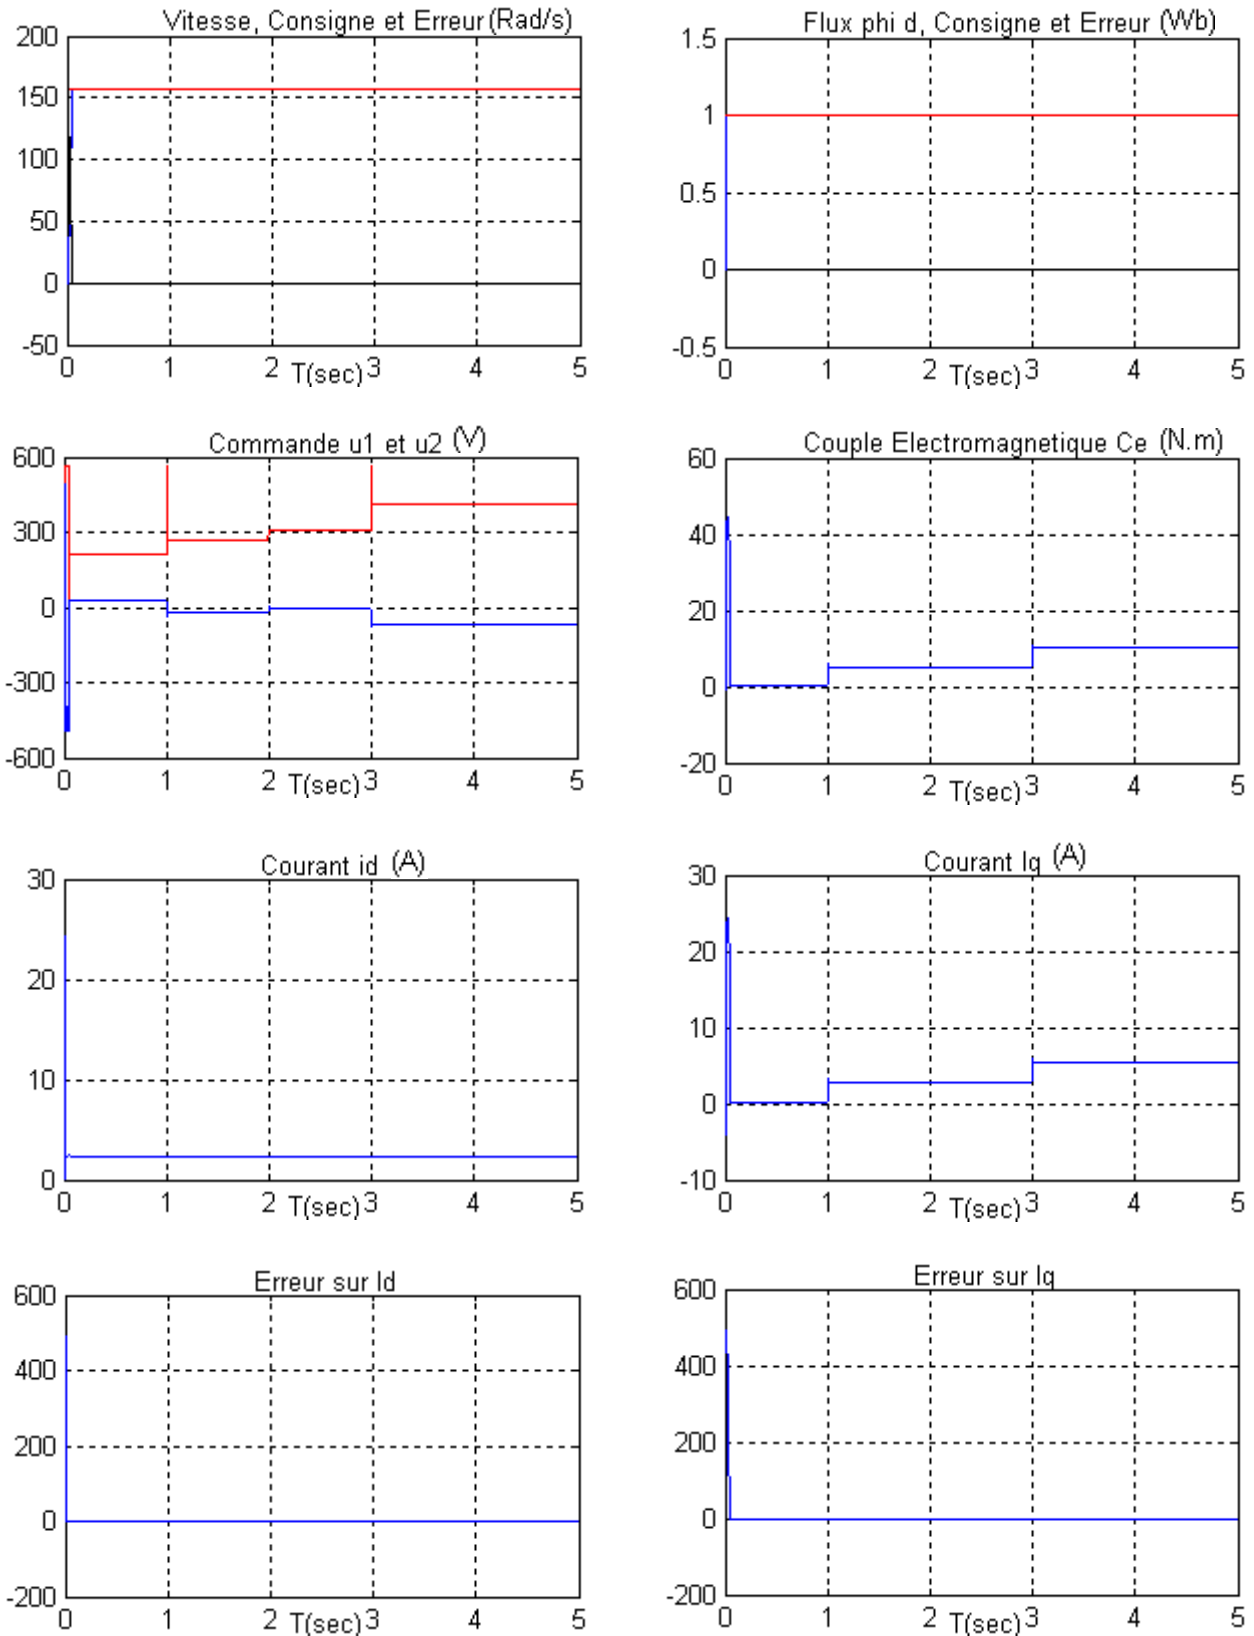 Vitesse, Consigne et Erreur (Rad/s)
200
150
100
50
0
-50
0 1 2 T(sec) 3 4 5
Flux phi d, Consigne et Erreur (Wb)
1.5
1
0.5
0
-0.5
0 1 2 T(sec) 3 4 5
Commande u1 et u2 (V)
600
300
0
-300
-600
0 1 2 T(sec) 3 4 5
Couple Electromagnetique Ce (N.m)
60
40
20
0
-20
0 1 2 T(sec) 3 4 5
Courant id (A)
30
20
10
0
0 1 2 T(sec) 3 4 5
Courant Iq (A)
30
20
10
0
-10
0 1 2 T(sec) 3 4 5
Erreur sur Id
600
400
200
0
-200
0 1 2 T(sec) 3 4 5
Erreur sur Iq
600
400
200
0
-200
0 1 2 T(sec) 3 4 5